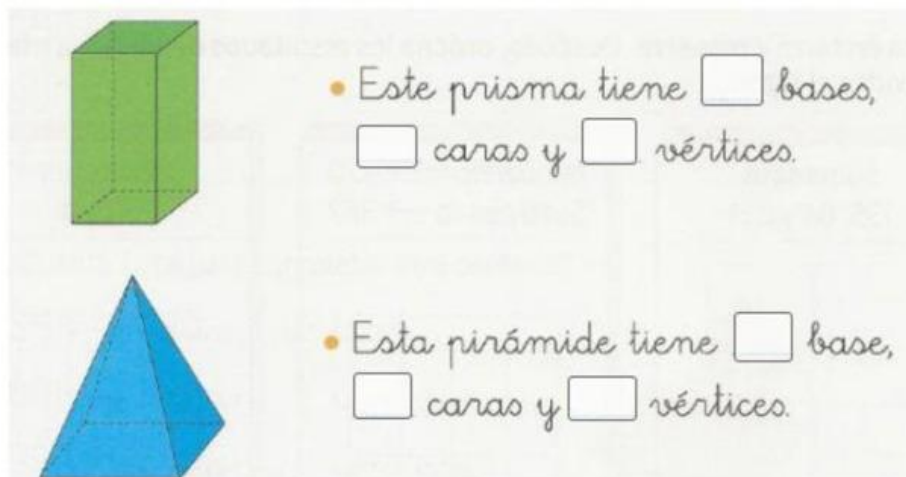 • Este prisma tiene bases,
caras y vértices.
• Esta pirámide tiene base,
caras y vértices.